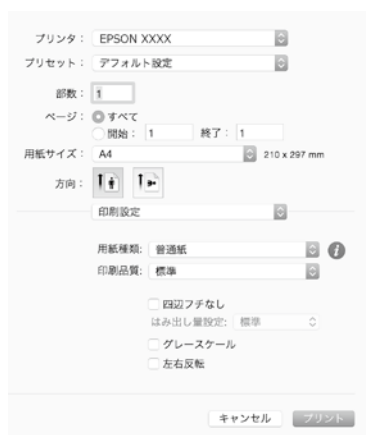 プリンタ： EPSON XXXX
プリセット： デフォルト設定
部数： 1
ページ： すべて
開始： 1 終了： 1
用紙サイズ： A4 210 x 297 mm
方向：
印刷設定
用紙種類: 普通紙
印刷品質: 標準
四辺フチなし
はみ出し量設定: 標準
グレースケール
左右反転
キャンセル プリント